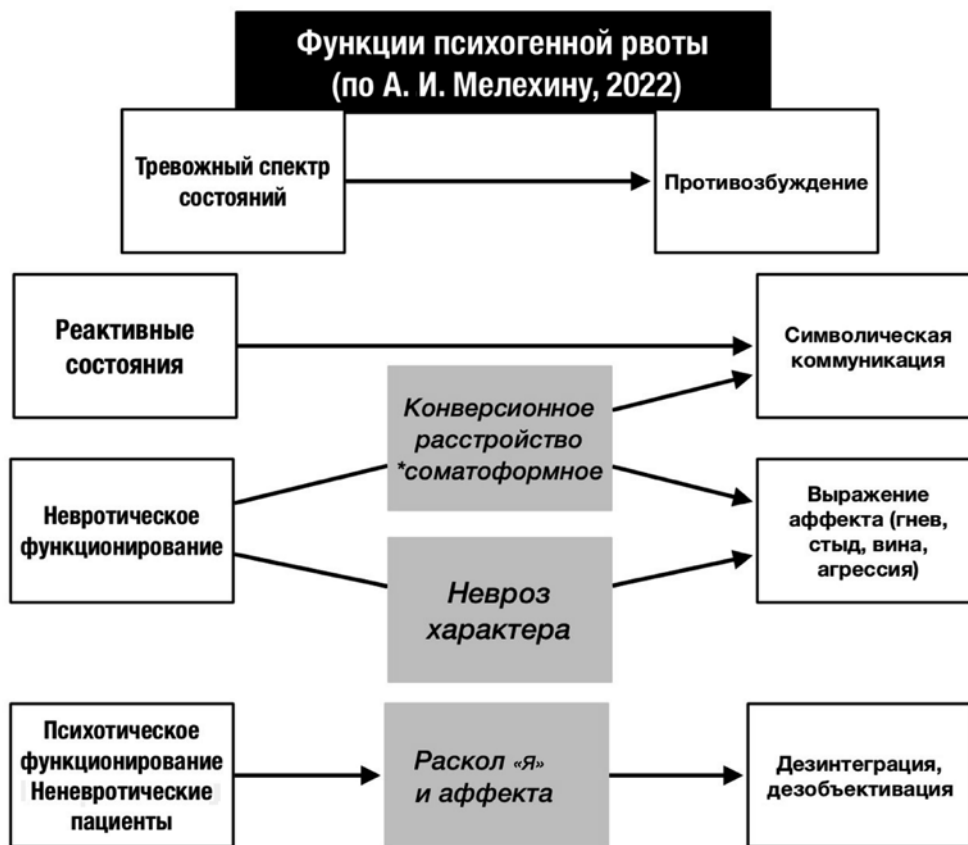 Функции психогенной рвоты
(по А. И. Мелехину, 2022)
Тревожный спектр
состояний
Противозбуждение
Реактивные
состояния
Символическая
коммуникация
Конверсионное
расстройство
*соматоформное
Невротическое
функционирование
Выражение
аффекта (гнев,
стыд, вина,
агрессия)
Невроз
характера
Психотическое
функционирование
Неневротические
пациенты
Раскол «я»
и аффекта
Дезинтеграция,
дезобъективация